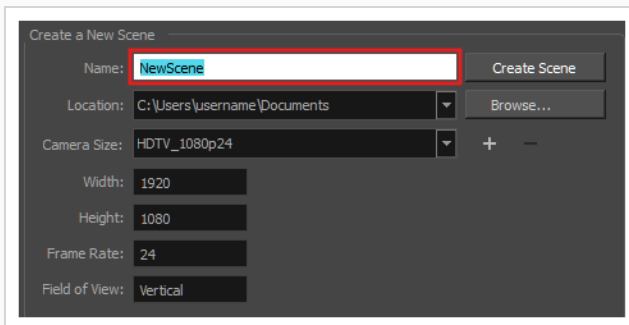 Create a New Scene
Name: NewScene Create Scene
Location: C:\Users\username\Documents Browse...
Camera Size: HDTV_1080p24 + −
Width: 1920
Height: 1080
Frame Rate: 24
Field of View: Vertical